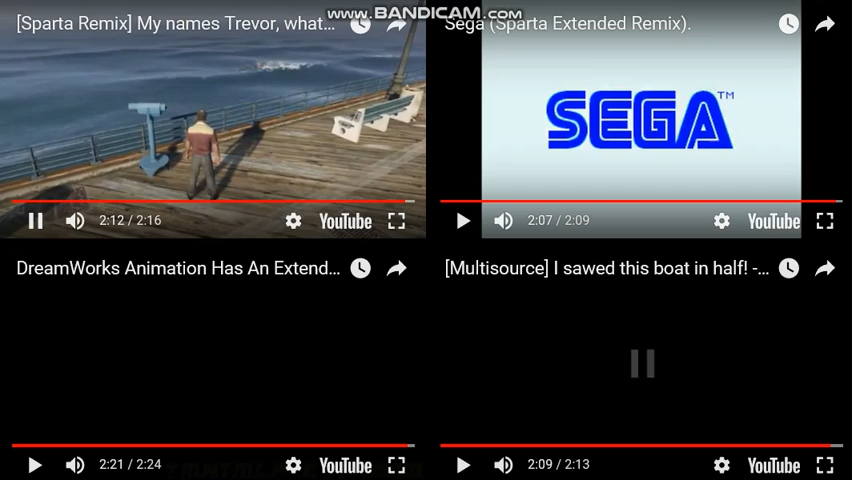 www.BANDICAM.com
[Sparta Remix] My names Trevor, what...
Sega (Sparta Extended Remix).
SEGA™
2:12 / 2:16
YouTube
2:07 / 2:09
YouTube
DreamWorks Animation Has An Extend...
[Multisource] I sawed this boat in half! -...
2:21 / 2:24
YouTube
2:09 / 2:13
YouTube